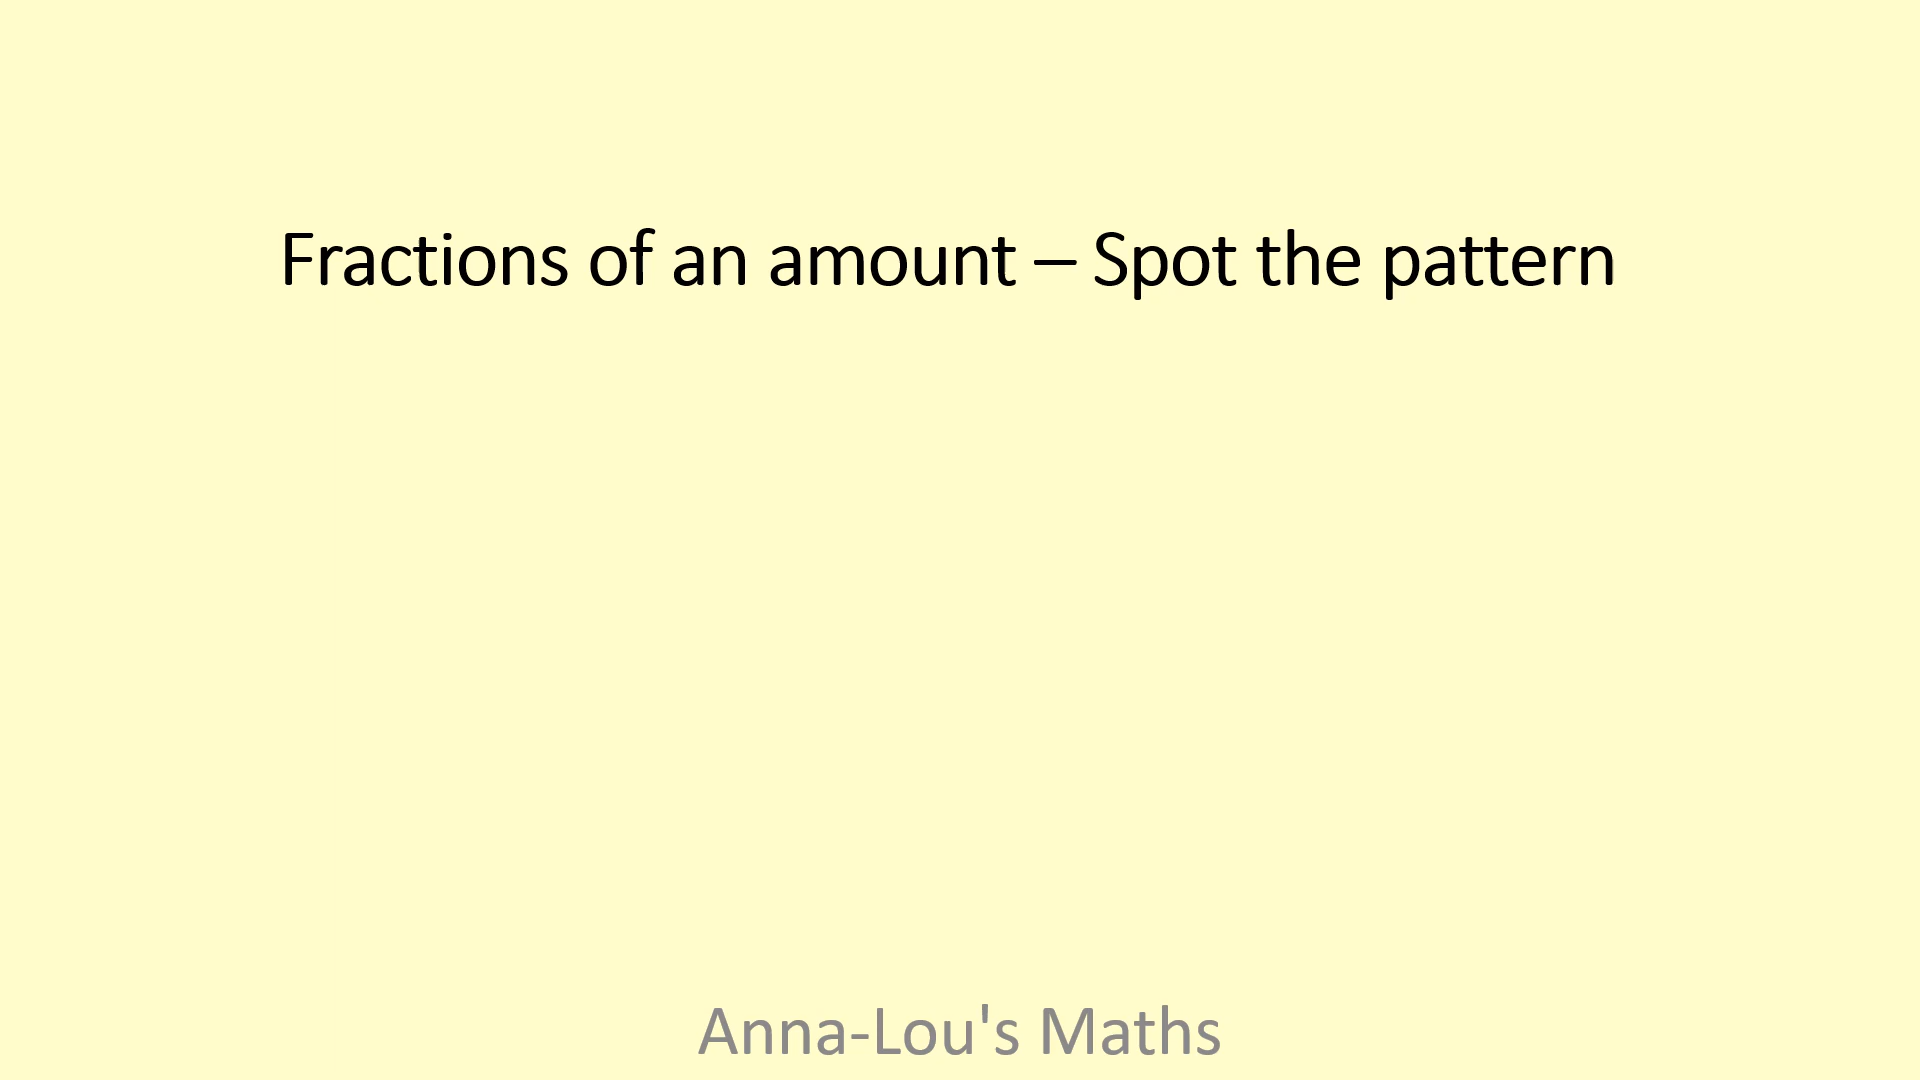 Fractions of an amount – Spot the pattern
Anna-Lou's Maths